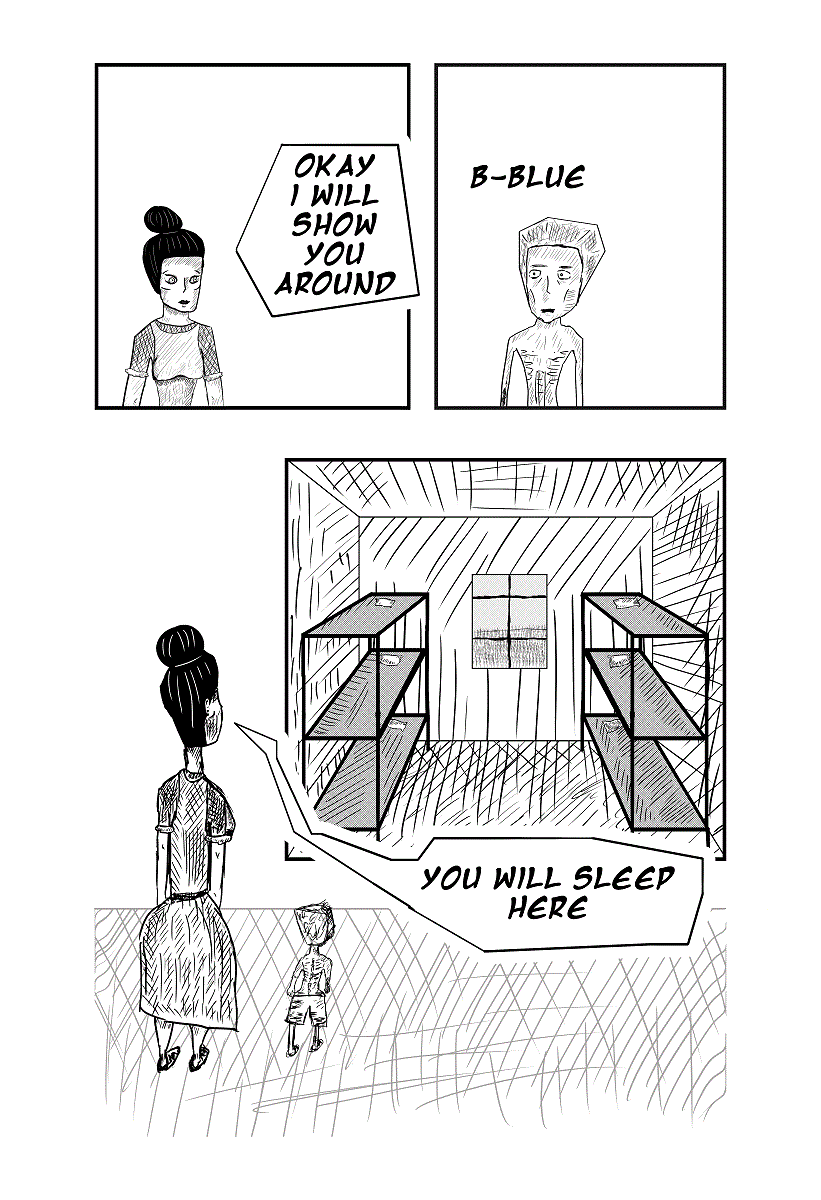 OKAY
I WILL
SHOW
YOU
AROUND
B-BLUE
YOU WILL SLEEP
HERE